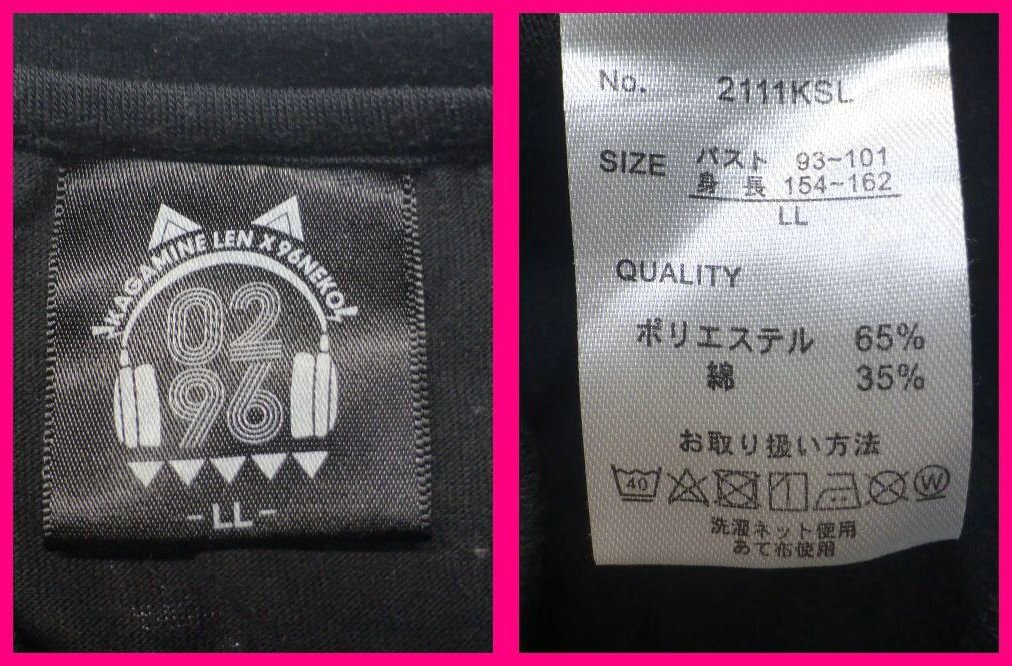 KAGAMINE LEN X 96NEKO
02
96
-LL-
No. 2111KSL
SIZE バスト 93~101
身長 154~162
LL
QUALITY
ポリエステル 65%
綿 35%
お取り扱い方法
40 W
洗濯ネット使用
あて布使用